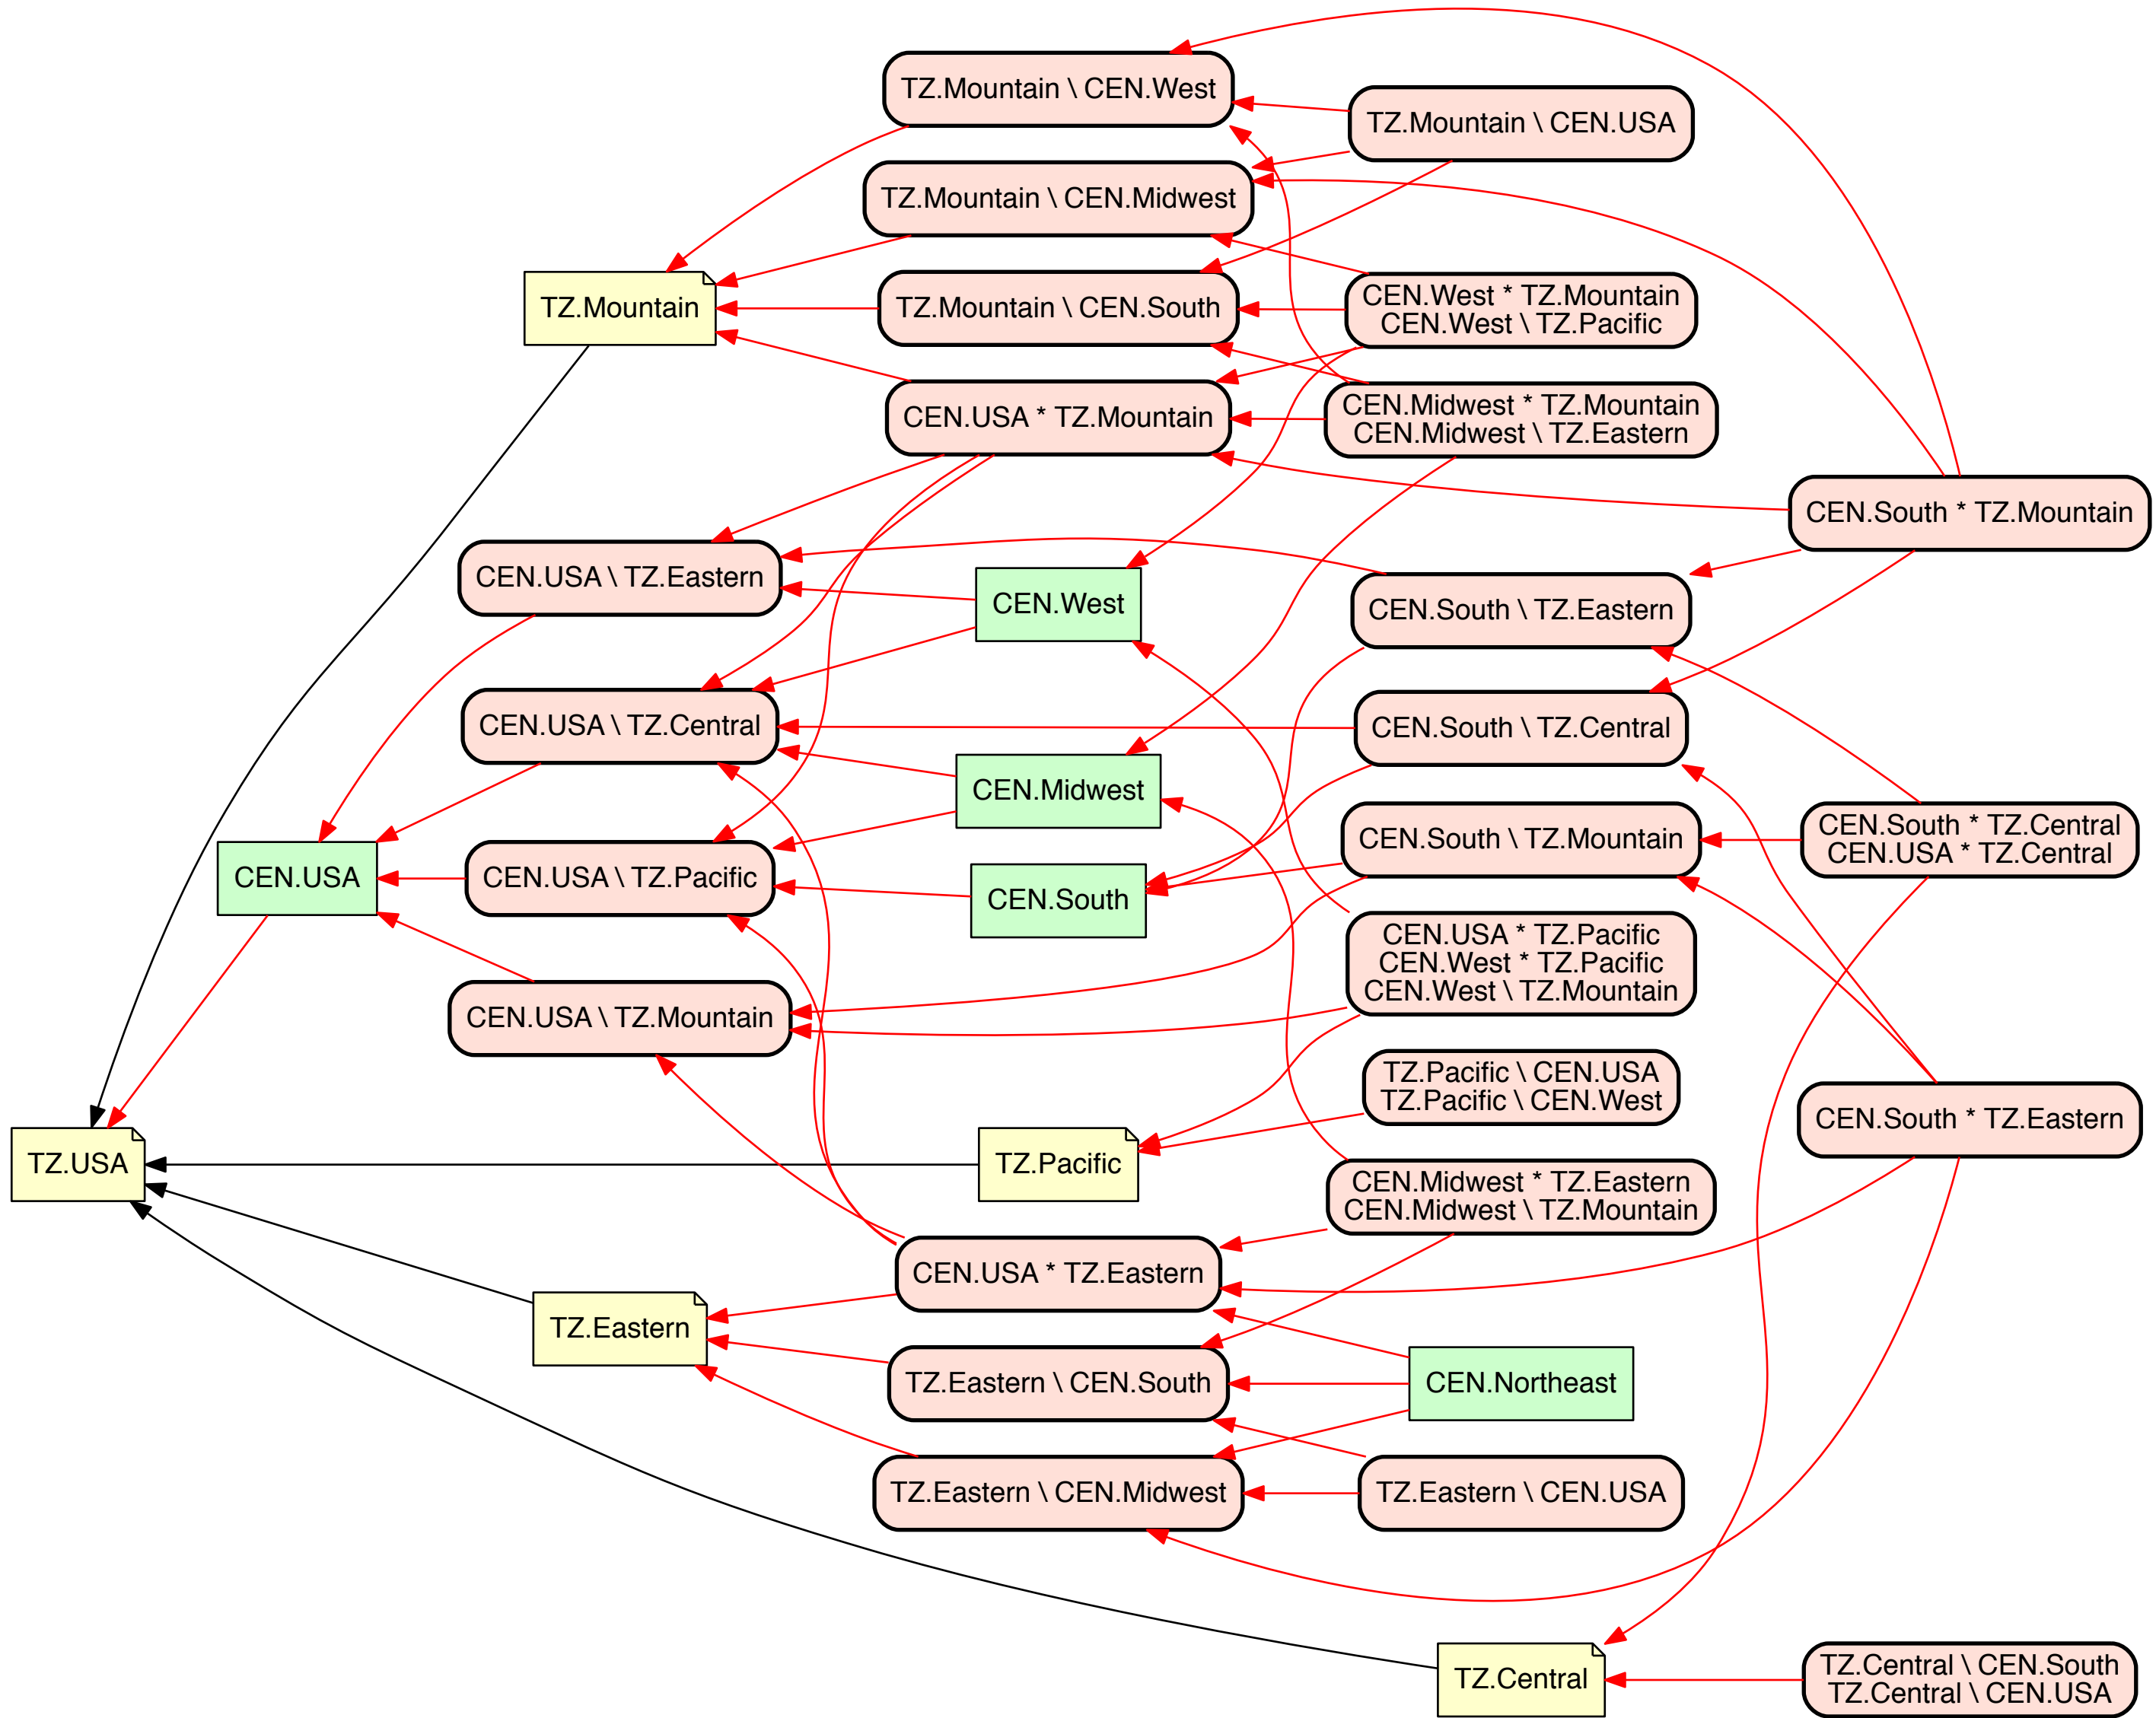 TZ.Mountain \ CEN.West
TZ.Mountain \ CEN.USA
TZ.Mountain \ CEN.Midwest
TZ.Mountain
TZ.Mountain \ CEN.South
CEN.West * TZ.Mountain
CEN.West \ TZ.Pacific
CEN.USA * TZ.Mountain
CEN.Midwest * TZ.Mountain
CEN.Midwest \ TZ.Eastern
CEN.South * TZ.Mountain
CEN.USA \ TZ.Eastern
CEN.West
CEN.South \ TZ.Eastern
CEN.USA \ TZ.Central
CEN.South \ TZ.Central
CEN.Midwest
CEN.South \ TZ.Mountain
CEN.South * TZ.Central
CEN.USA * TZ.Central
CEN.USA
CEN.USA \ TZ.Pacific
CEN.South
CEN.USA * TZ.Pacific
CEN.West * TZ.Pacific
CEN.West \ TZ.Mountain
CEN.USA \ TZ.Mountain
TZ.Pacific \ CEN.USA
TZ.Pacific \ CEN.West
CEN.South * TZ.Eastern
TZ.USA
TZ.Pacific
CEN.Midwest * TZ.Eastern
CEN.Midwest \ TZ.Mountain
CEN.USA * TZ.Eastern
TZ.Eastern
TZ.Eastern \ CEN.South
CEN.Northeast
TZ.Eastern \ CEN.Midwest
TZ.Eastern \ CEN.USA
TZ.Central
TZ.Central \ CEN.South
TZ.Central \ CEN.USA